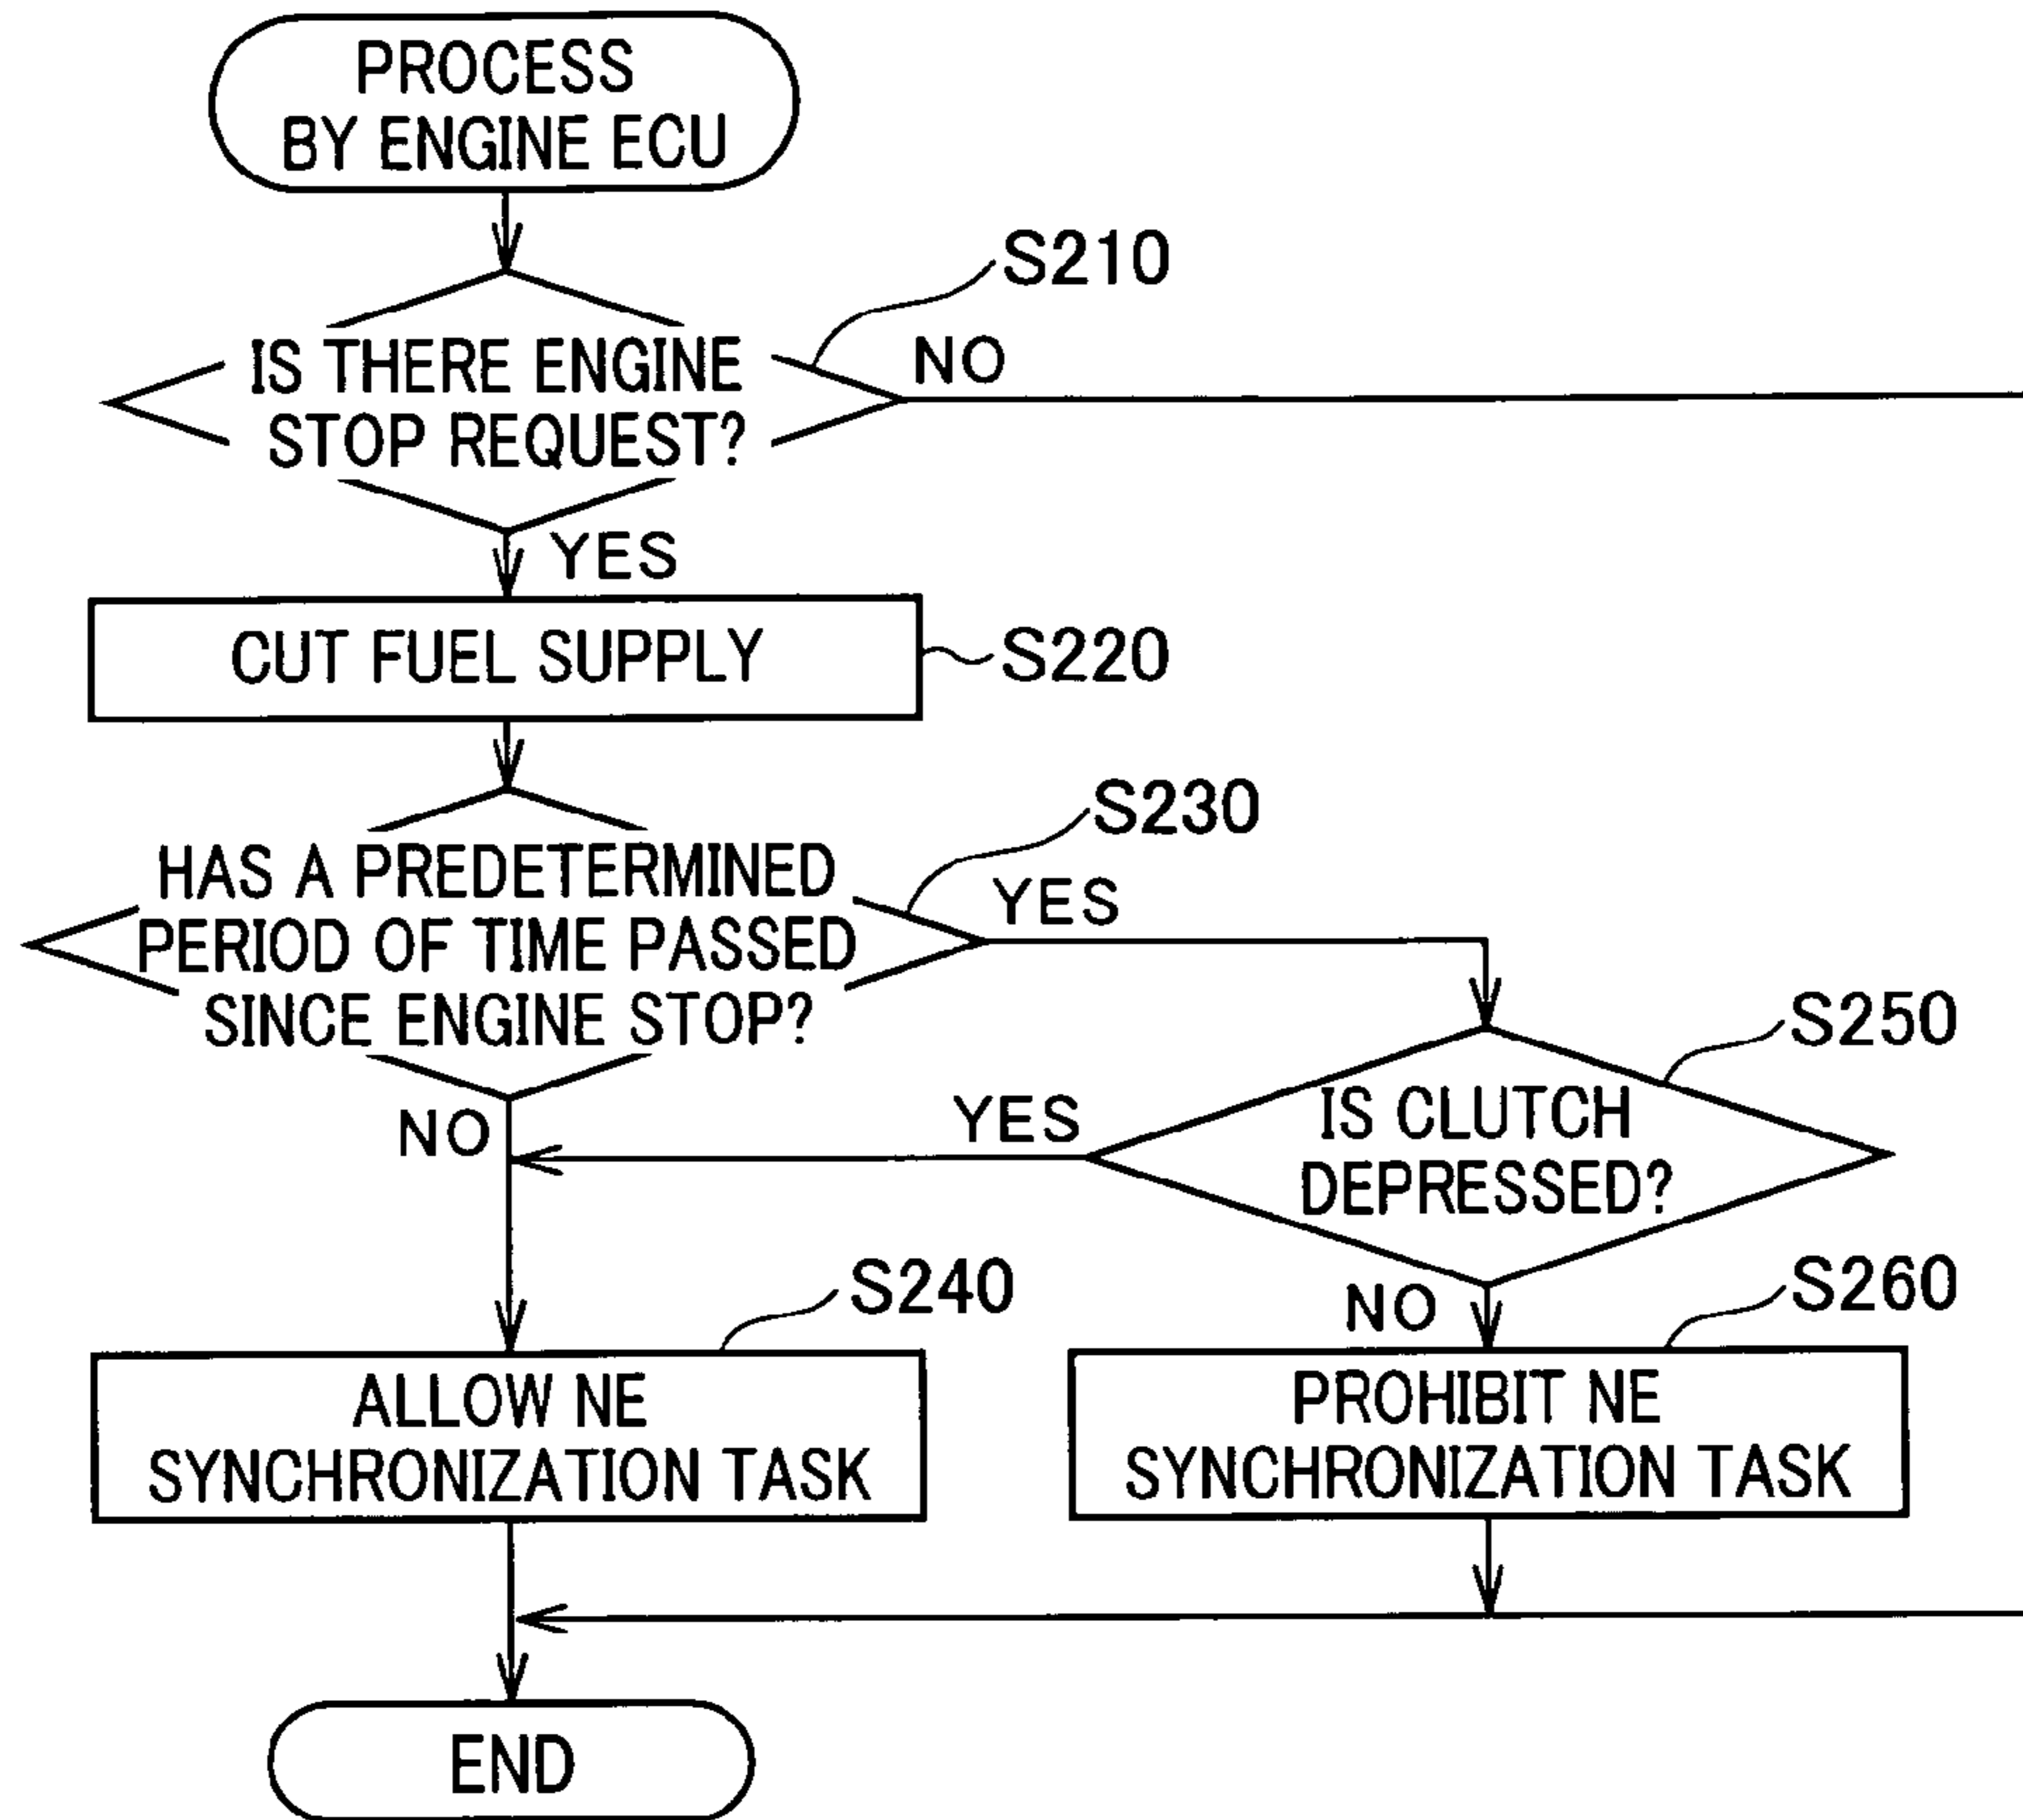 PROCESS
BY ENGINE ECU
S210
IS THERE ENGINE
STOP REQUEST?
NO
YES
CUT FUEL SUPPLY
S220
S230
HAS A PREDETERMINED
PERIOD OF TIME PASSED
SINCE ENGINE STOP?
YES
NO
S250
IS CLUTCH
DEPRESSED?
YES
NO
S240
ALLOW NE
SYNCHRONIZATION TASK
S260
PROHIBIT NE
SYNCHRONIZATION TASK
END